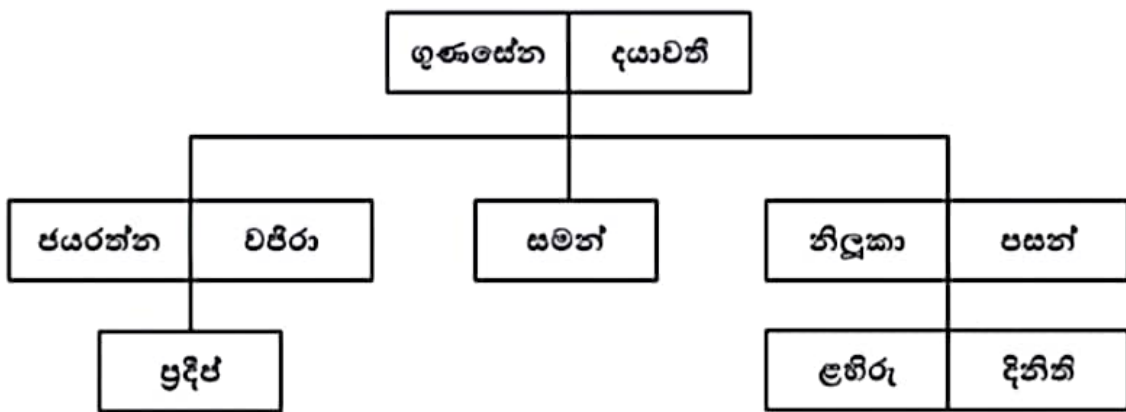 ගුණසේන දයාවතී
ජයරත්න වජිරා සමන් නිලූකා පසන්
ප්‍රදීප් ළහිරු දිනිති